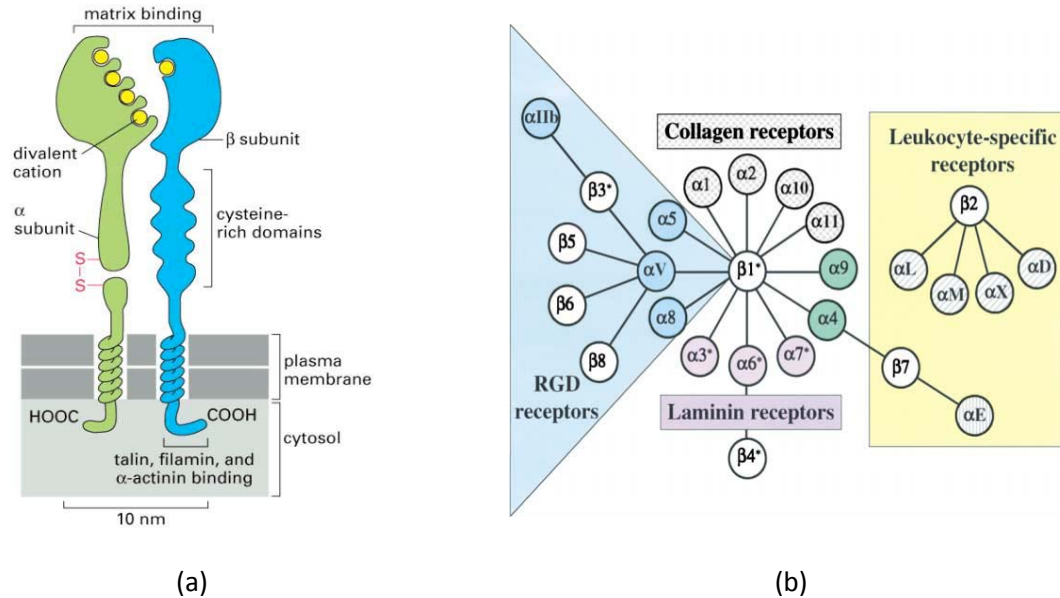 matrix binding
divalent
cation
α
subunit
S
S
β subunit
cysteine-
rich domains
plasma
membrane
HOOC
COOH
cytosol
talin, filamin, and
α-actinin binding
10 nm
(a)
αIIb
β3*
β5
αV
β6
β8
α5
α8
RGD
receptors
Collagen receptors
α1
α2
α10
α11
β1*
α9
α4
α3*
α6*
α7*
Laminin receptors
β4*
β7
αE
Leukocyte-specific
receptors
β2
αL
αM
αX
αD
(b)